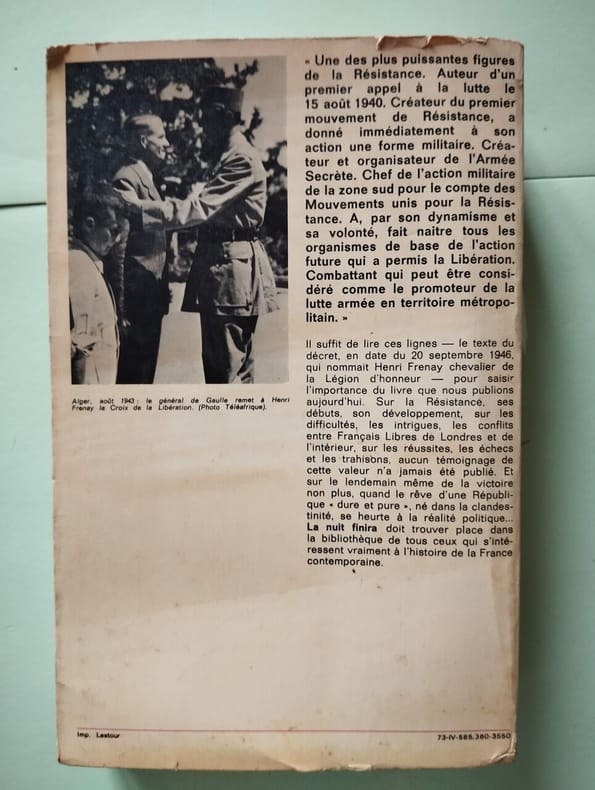 « Une des plus puissantes figures
de la Résistance. Auteur d'un
premier appel à la lutte le
15 août 1940. Créateur du premier
mouvement de Résistance, a
donné immédiatement à son
action une forme militaire. Créa-
teur et organisateur de l'Armée
Secrète. Chef de l'action militaire
de la zone sud pour le compte des
Mouvements unis pour la Résis-
tance. A, par son dynamisme et
sa volonté, fait naître tous les
organismes de base de l'action
future qui a permis la Libération.
Combattant qui peut être consi-
déré comme le promoteur de la
lutte armée en territoire métropo-
litain. »
Il suffit de lire ces lignes — le texte du
décret, en date du 20 septembre 1946,
qui nommait Henri Frenay chevalier de
la Légion d'honneur — pour saisir
l'importance du livre que nous publions
aujourd'hui. Sur la Résistance, ses
débuts, son développement, sur les
difficultés, les intrigues, les conflits
entre Français Libres de Londres et de
l'intérieur, sur les réussites, les échecs
et les trahisons, aucun témoignage de
cette valeur n'a jamais été publié. Et
sur le lendemain même de la victoire
non plus, quand le rêve d'une Républi-
que « dure et pure », né dans la clandes-
tinité, se heurte à la réalité politique...
La nuit finira doit trouver place dans
la bibliothèque de tous ceux qui s'inté-
ressent vraiment à l'histoire de la France
contemporaine.
Alger, août 1943 : le général de Gaulle remet à Henri
Frenay la Croix de la Libération. (Photo Téléafrique).
Imp. Lestour
73-IV-585,360-3550